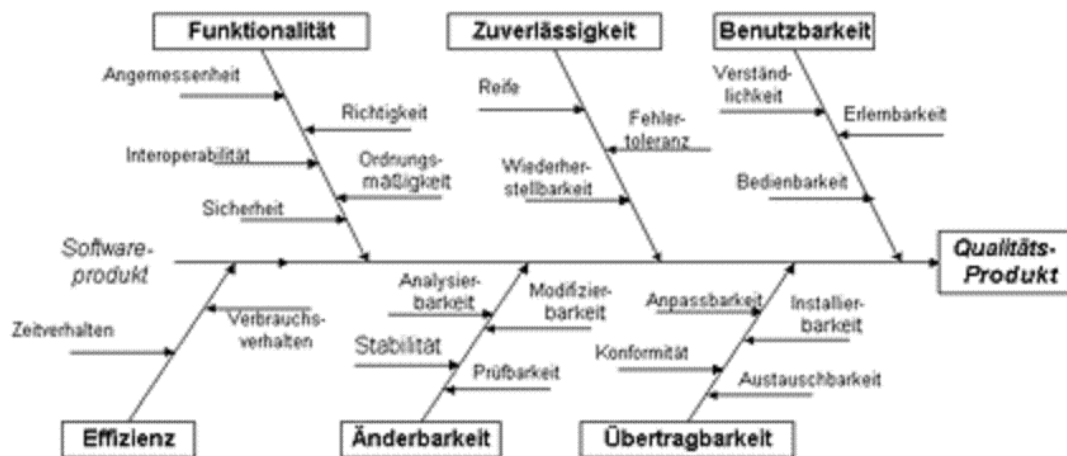 Funktionalität
Zuverlässigkeit
Benutzbarkeit
Angemessenheit
Richtigkeit
Interoperabilität
Ordnungs-
mäßigkeit
Sicherheit
Reife
Fehler-
toleranz
Wiederher-
stellbarkeit
Verständ-
lichkeit
Erlernbarkeit
Bedienbarkeit
Software-
produkt
Qualitäts-
Produkt
Zeitverhalten
Verbrauchs-
verhalten
Analysier-
barkeit
Modifizier-
barkeit
Stabilität
Prüfbarkeit
Anpassbarkeit
Installier-
barkeit
Konformität
Austauschbarkeit
Effizienz
Änderbarkeit
Übertragbarkeit